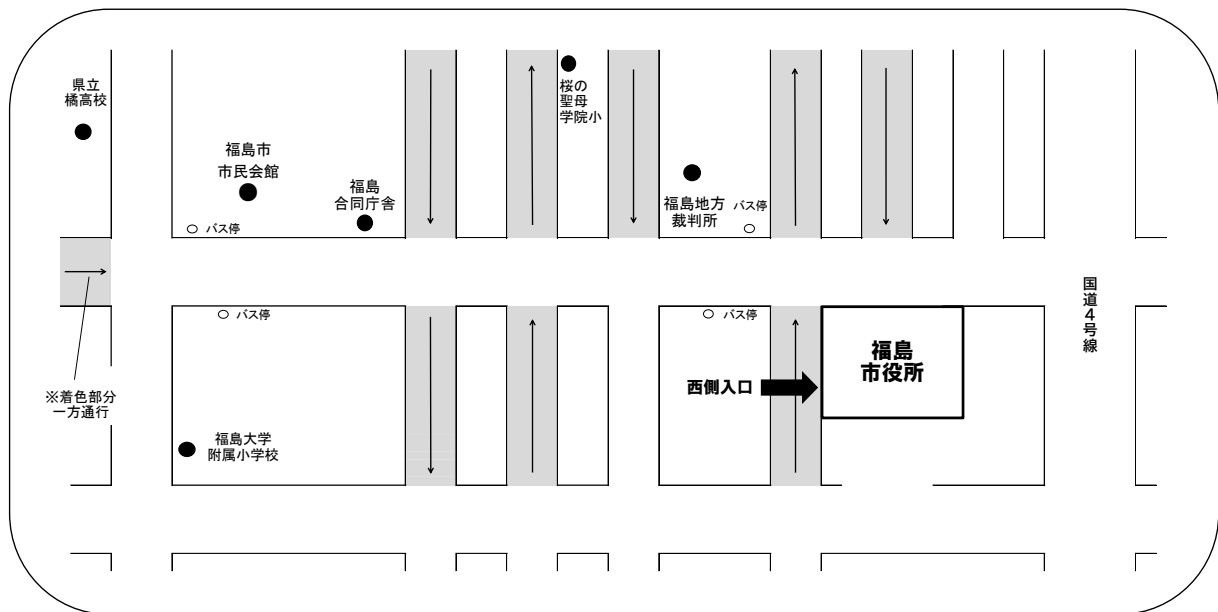 県立
橘高校
福島市
市民会館
福島
合同庁舎
桜の
聖母
学院小
福島地方
裁判所
バス停
バス停
バス停
バス停
※着色部分
一方通行
福島大学
附属小学校
西側入口
福島
市役所
国道4号線